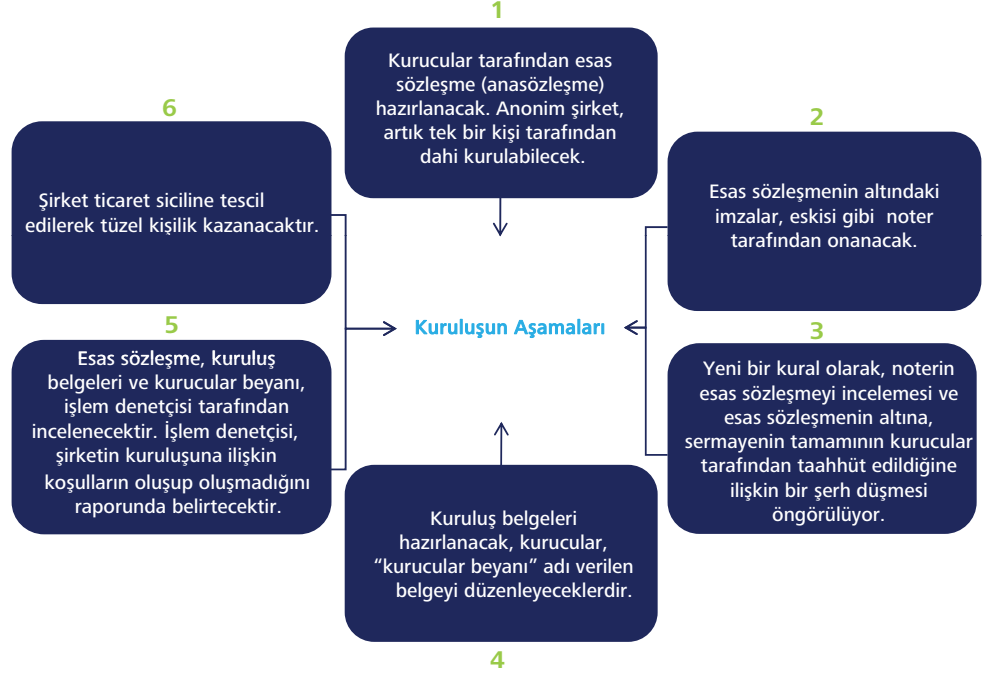 1
Kurucular tarafından esas
sözleşme (anasözleşme)
hazırlanacak. Anonim şirket,
artık tek bir kişi tarafından
dahi kurulabilecek.
2
Esas sözleşmenin altındaki
imzalar, eskisi gibi noter
tarafından onanacak.
3
Yeni bir kural olarak, noterin
esas sözleşmeyi incelemesi ve
esas sözleşmenin altına,
sermayenin tamamının kurucular
tarafından taahhüt edildiğine
ilişkin bir şerh düşmesi
öngörülüyor.
Kuruluş belgeleri
hazırlanacak, kurucular,
“kurucular beyanı” adı verilen
belgeyi düzenleyeceklerdir.
4
5
Esas sözleşme, kuruluş
belgeleri ve kurucular beyanı,
işlem denetçisi tarafından
incelenecektir. İşlem denetçisi,
şirketin kuruluşuna ilişkin
koşulların oluşup oluşmadığını
raporunda belirtecektir.
6
Şirket ticaret siciline tescil
edilerek tüzel kişilik kazanacaktır.
Kuruluşun Aşamaları